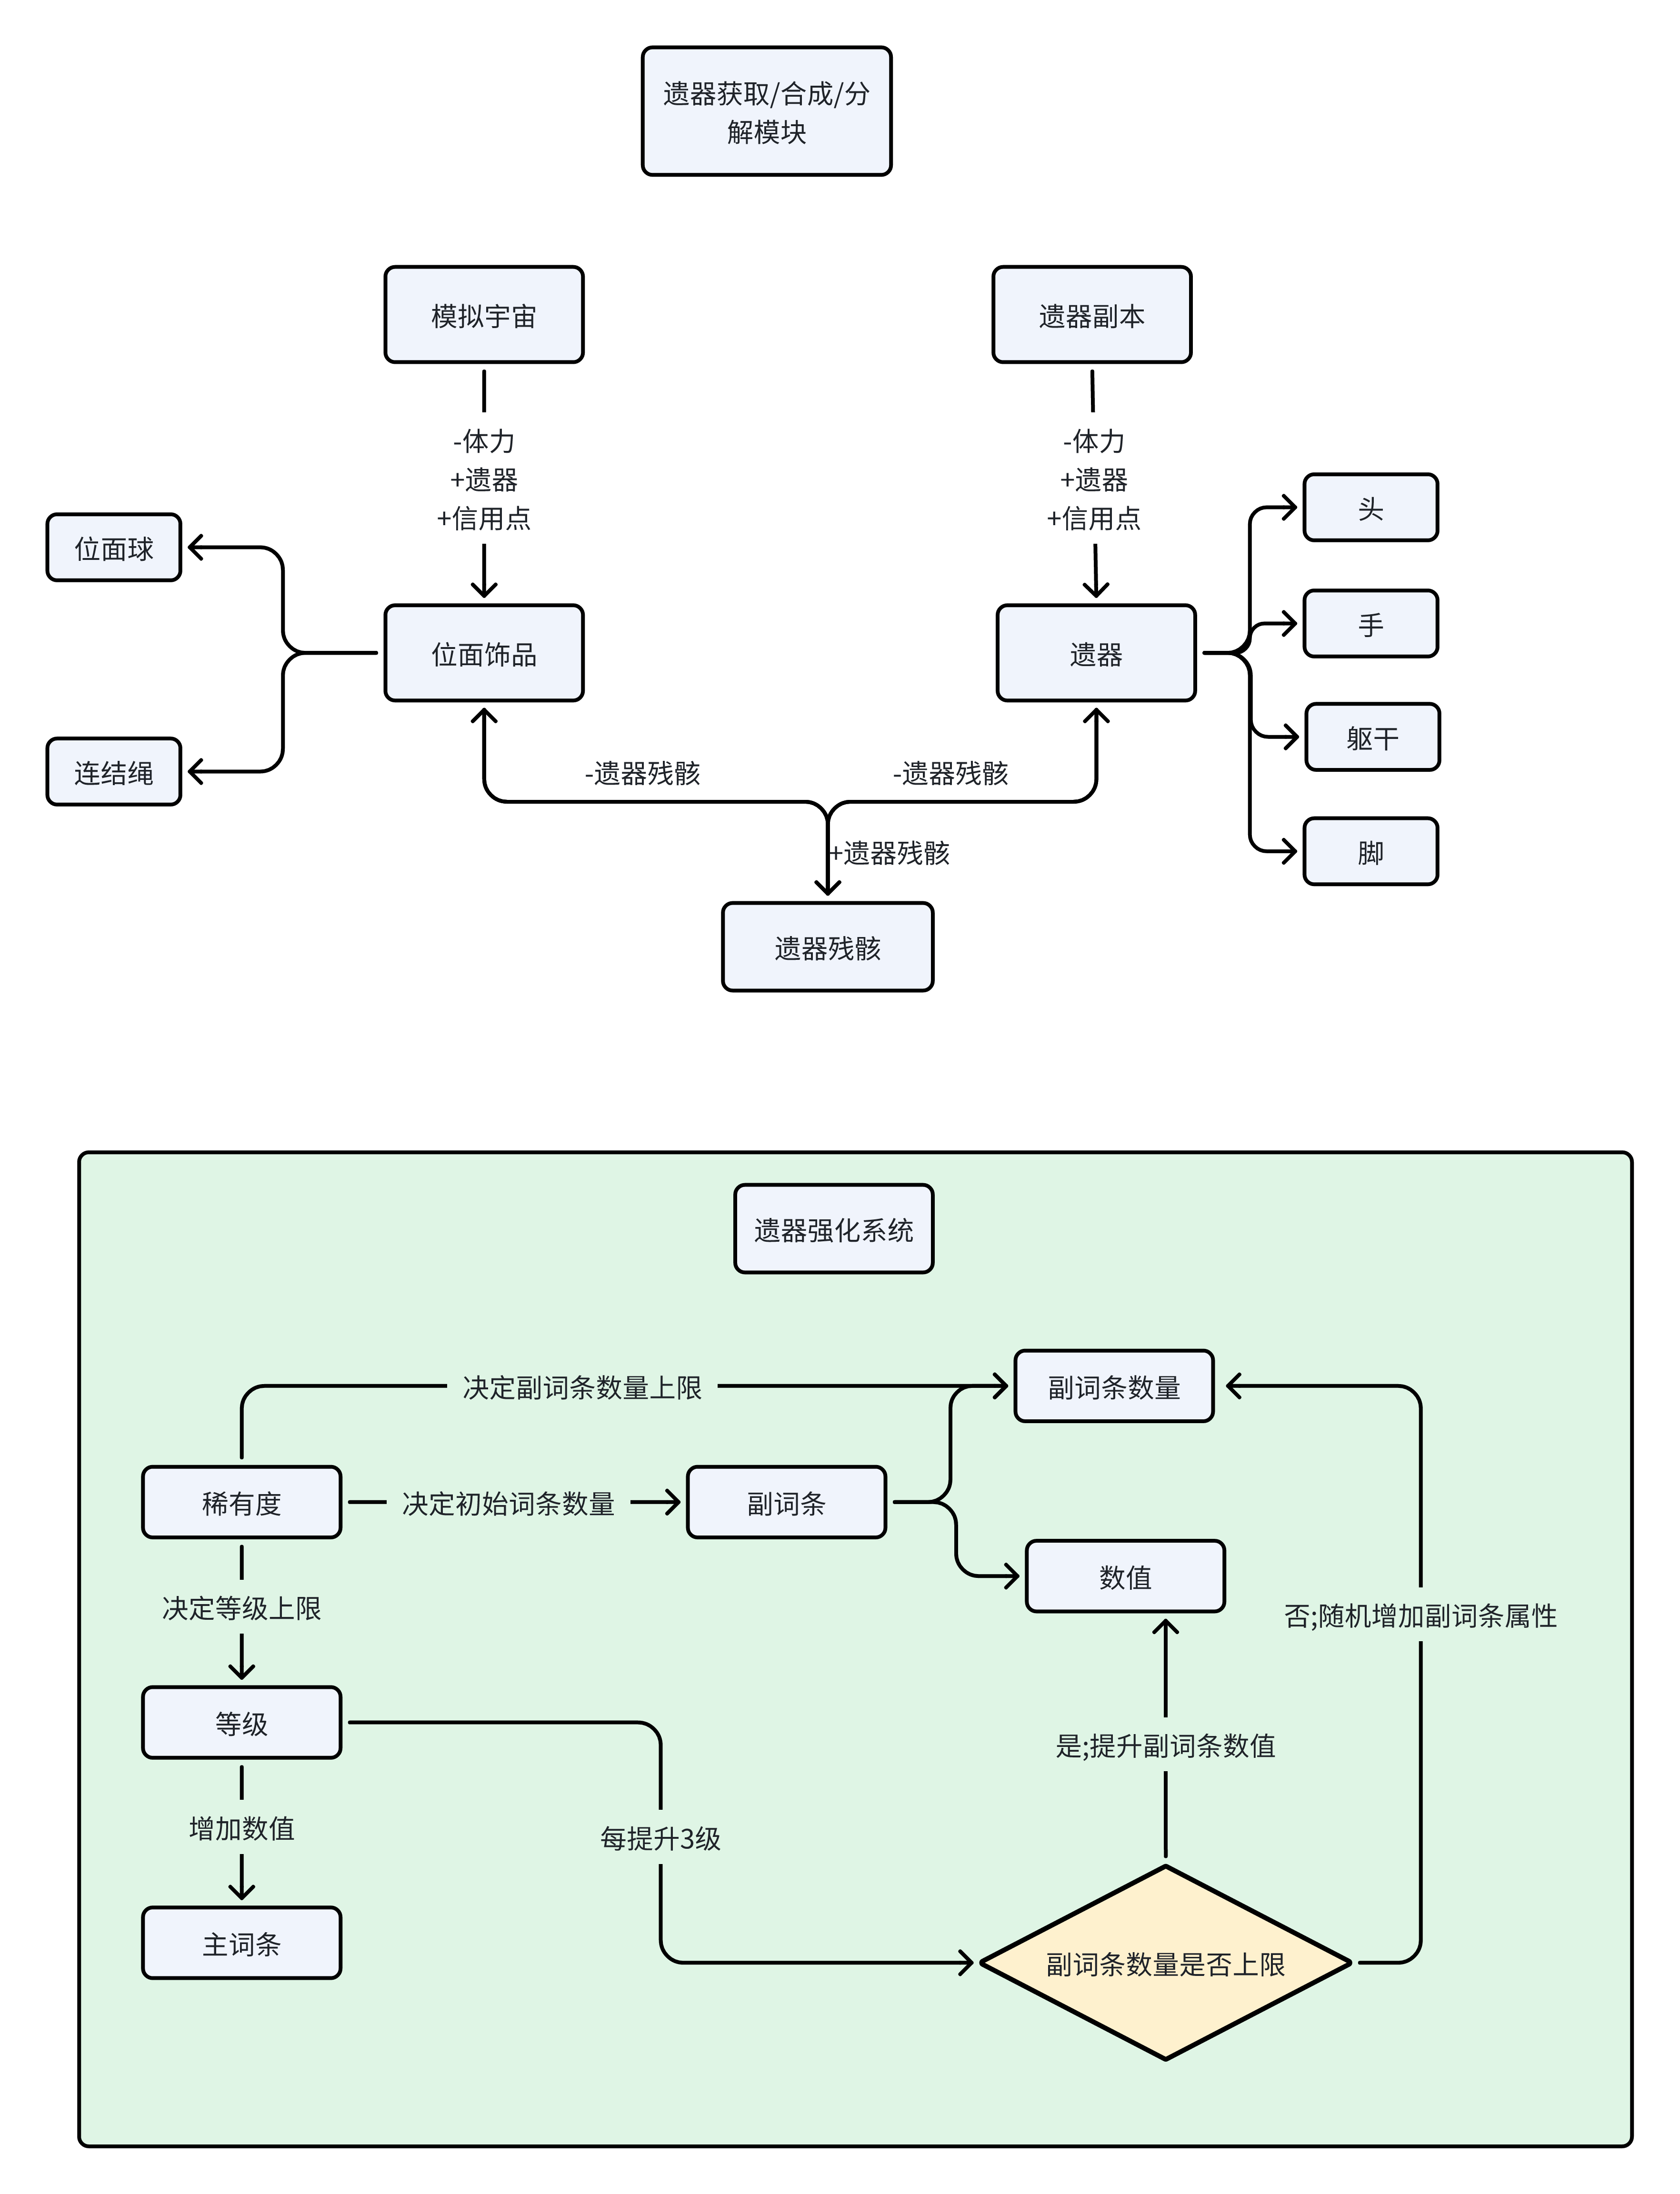 遗器获取/合成/分
解模块
模拟宇宙
遗器副本
-体力
+遗器
+信用点
-体力
+遗器
+信用点
头
位面球
手
位面饰品
遗器
躯干
连结绳
-遗器残骸
-遗器残骸
脚
+遗器残骸
遗器残骸
遗器强化系统
决定副词条数量上限
副词条数量
稀有度
决定初始词条数量
副词条
数值
决定等级上限
否;随机增加副词条属性
等级
是;提升副词条数值
增加数值
每提升3级
主词条
副词条数量是否上限